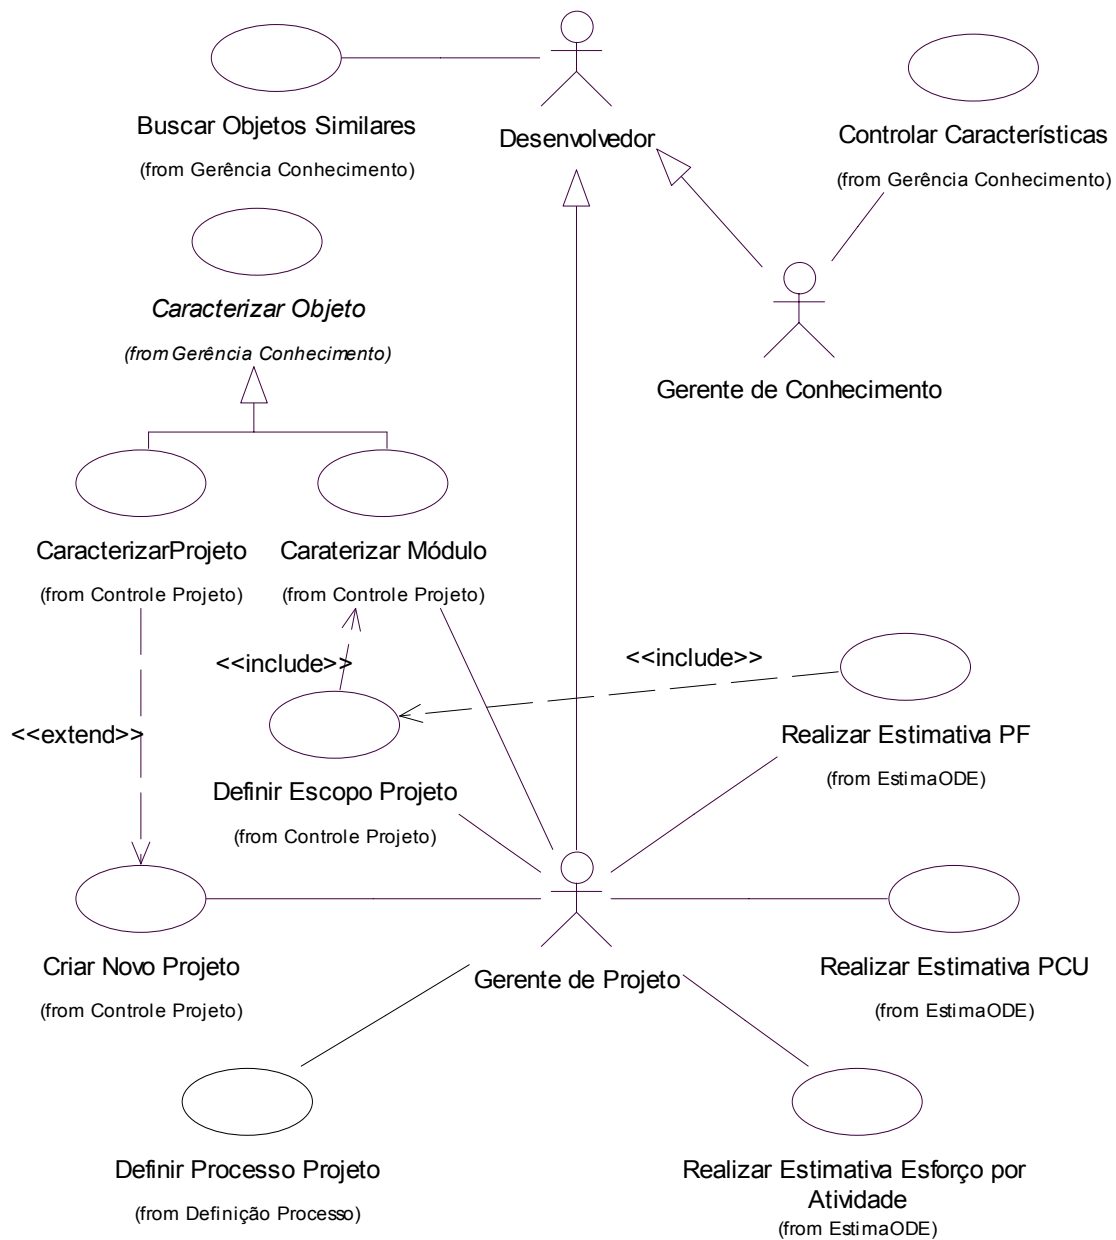 Buscar Objetos Similares
(from Gerência Conhecimento)
Desenvolvedor
Controlar Características
(from Gerência Conhecimento)
Caracterizar Objeto
(from Gerência Conhecimento)
Gerente de Conhecimento
CaracterizarProjeto
(from Controle Projeto)
Caraterizar Módulo
(from Controle Projeto)
<<include>>
<<include>>
<<extend>>
Realizar Estimativa PF
(from EstimaODE)
Definir Escopo Projeto
(from Controle Projeto)
Criar Novo Projeto
(from Controle Projeto)
Gerente de Projeto
Realizar Estimativa PCU
(from EstimaODE)
Definir Processo Projeto
(from Definição Processo)
Realizar Estimativa Esforço por
Atividade
(from EstimaODE)